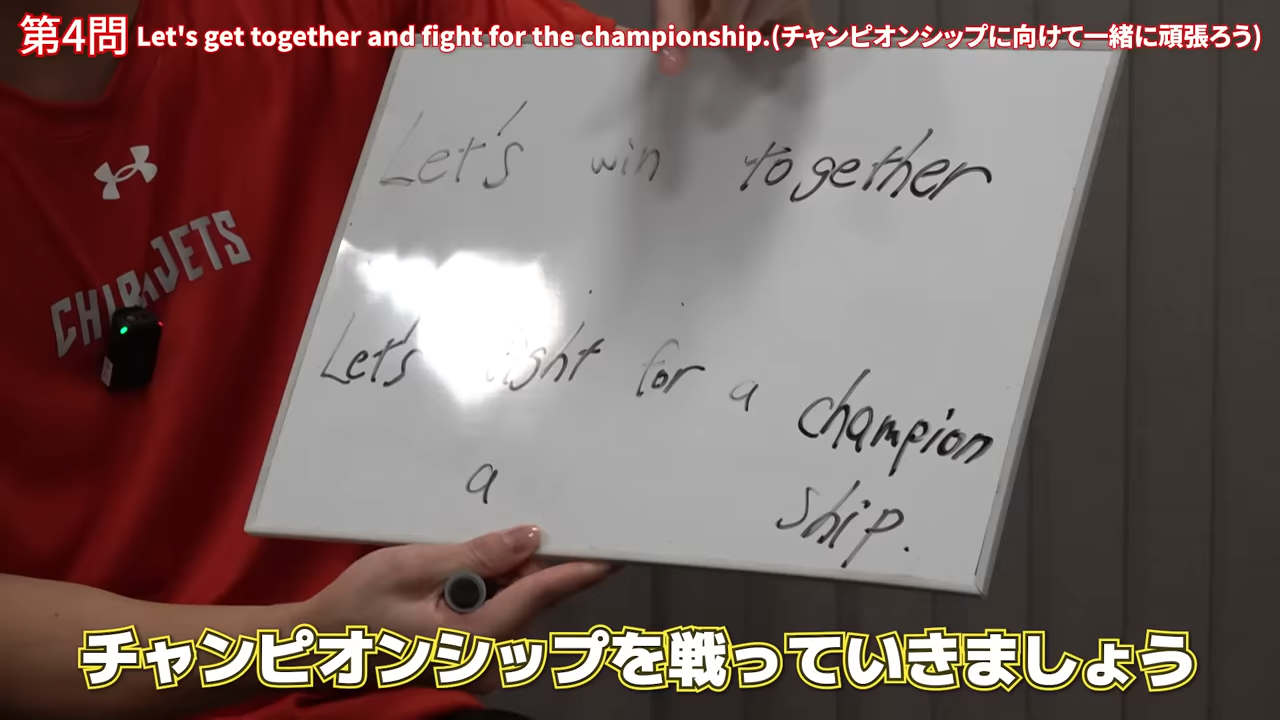 第4問 Let's get together and fight for the championship.(チャンピオンシップに向けて一緒に頑張ろう)
Let's win together
CHIBA JETS
Let's fight for a champion
a ship.
チャンピオンシップを戦っていきましょう